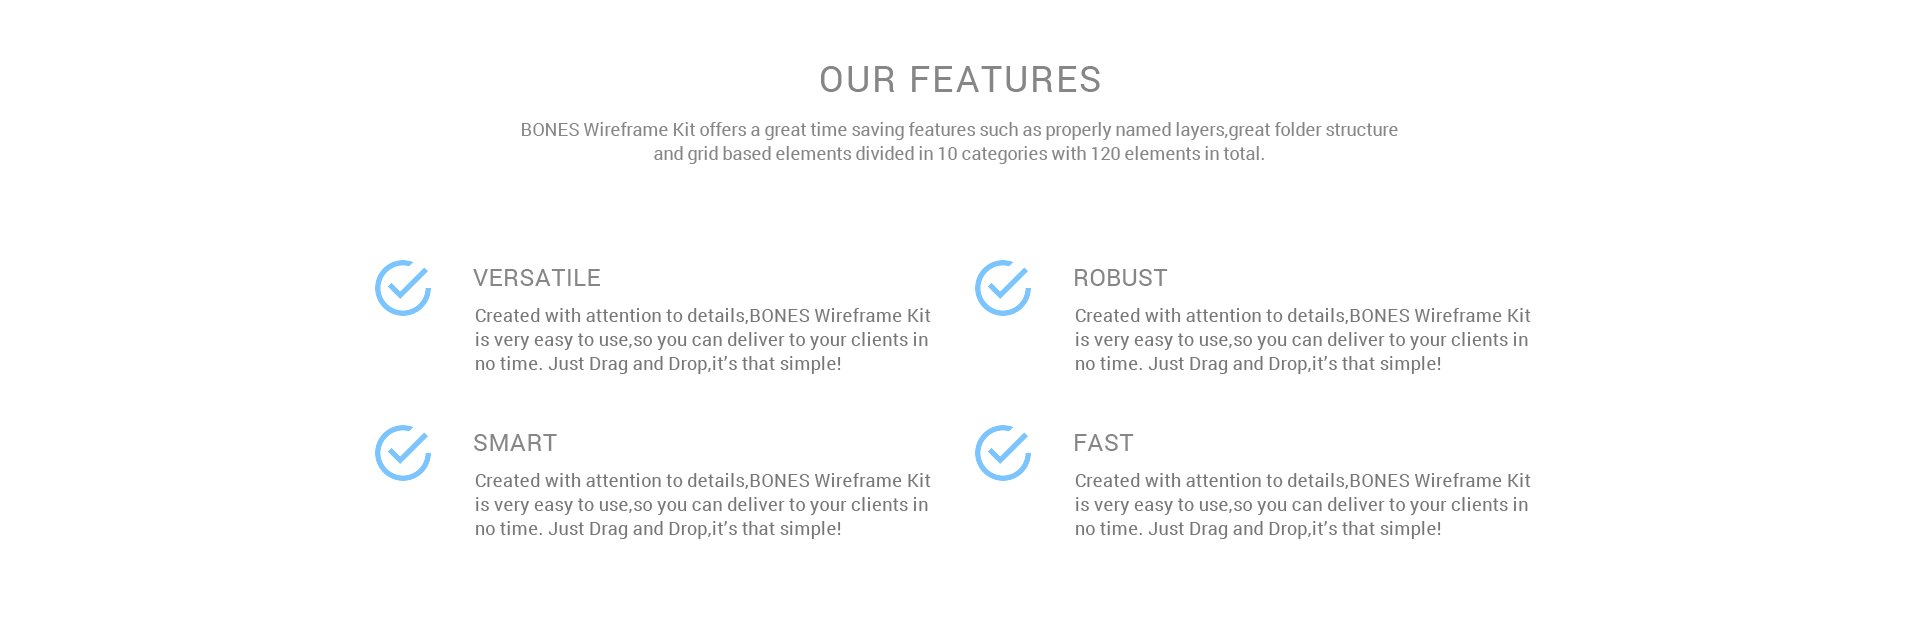 OUR FEATURES
BONES Wireframe Kit offers a great time saving features such as properly named layers,great folder structure
and grid based elements divided in 10 categories with 120 elements in total.
VERSATILE
Created with attention to details,BONES Wireframe Kit
is very easy to use,so you can deliver to your clients in
no time. Just Drag and Drop,it’s that simple!
ROBUST
Created with attention to details,BONES Wireframe Kit
is very easy to use,so you can deliver to your clients in
no time. Just Drag and Drop,it’s that simple!
SMART
Created with attention to details,BONES Wireframe Kit
is very easy to use,so you can deliver to your clients in
no time. Just Drag and Drop,it’s that simple!
FAST
Created with attention to details,BONES Wireframe Kit
is very easy to use,so you can deliver to your clients in
no time. Just Drag and Drop,it’s that simple!